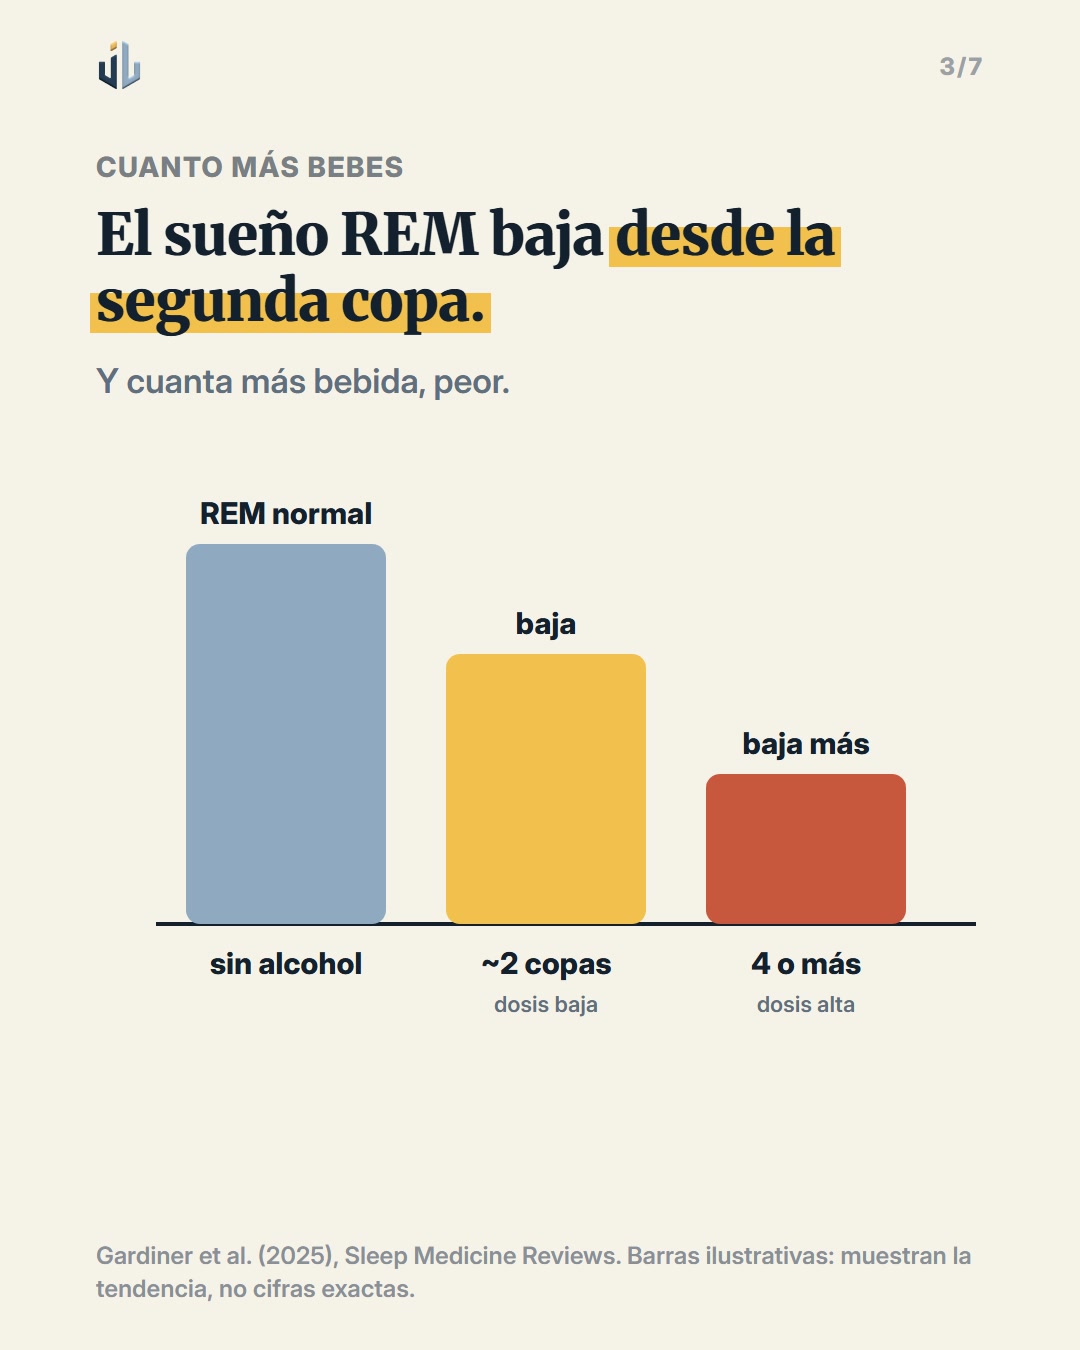 3/7
CUANTO MÁS BEBES
El sueño REM baja desde la
segunda copa.
Y cuanta más bebida, peor.
REM normal
baja
baja más
sin alcohol
~2 copas
4 o más
dosis baja
dosis alta
Gardiner et al. (2025), Sleep Medicine Reviews. Barras ilustrativas: muestran la
tendencia, no cifras exactas.